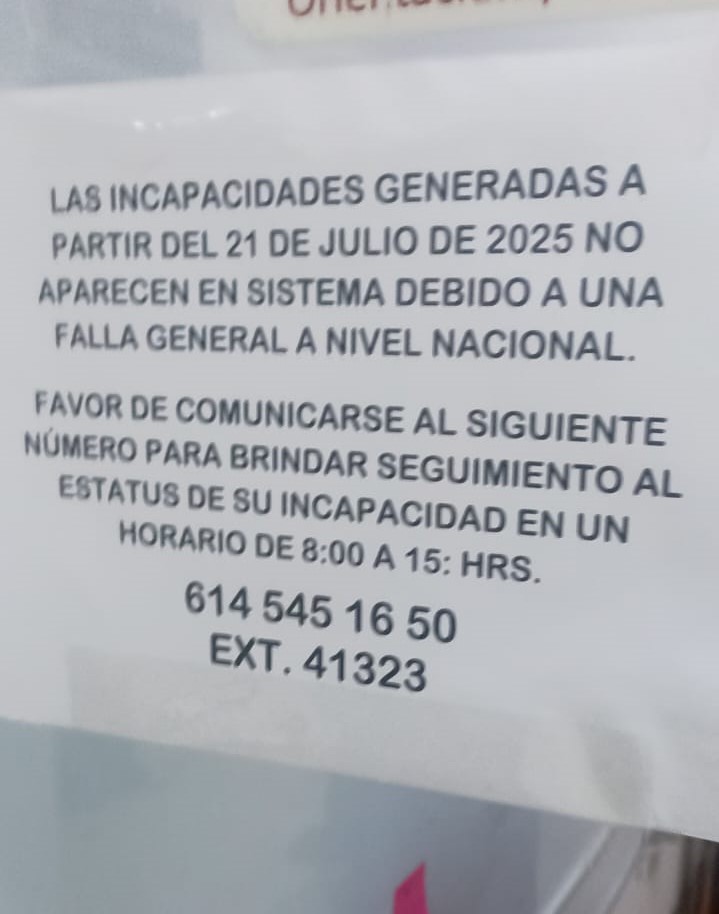 LAS INCAPACIDADES GENERADAS A
PARTIR DEL 21 DE JULIO DE 2025 NO
APARECEN EN SISTEMA DEBIDO A UNA
FALLA GENERAL A NIVEL NACIONAL.
FAVOR DE COMUNICARSE AL SIGUIENTE
NÚMERO PARA BRINDAR SEGUIMIENTO AL
ESTATUS DE SU INCAPACIDAD EN UN
HORARIO DE 8:00 A 15: HRS.
614 545 16 50
EXT. 41323